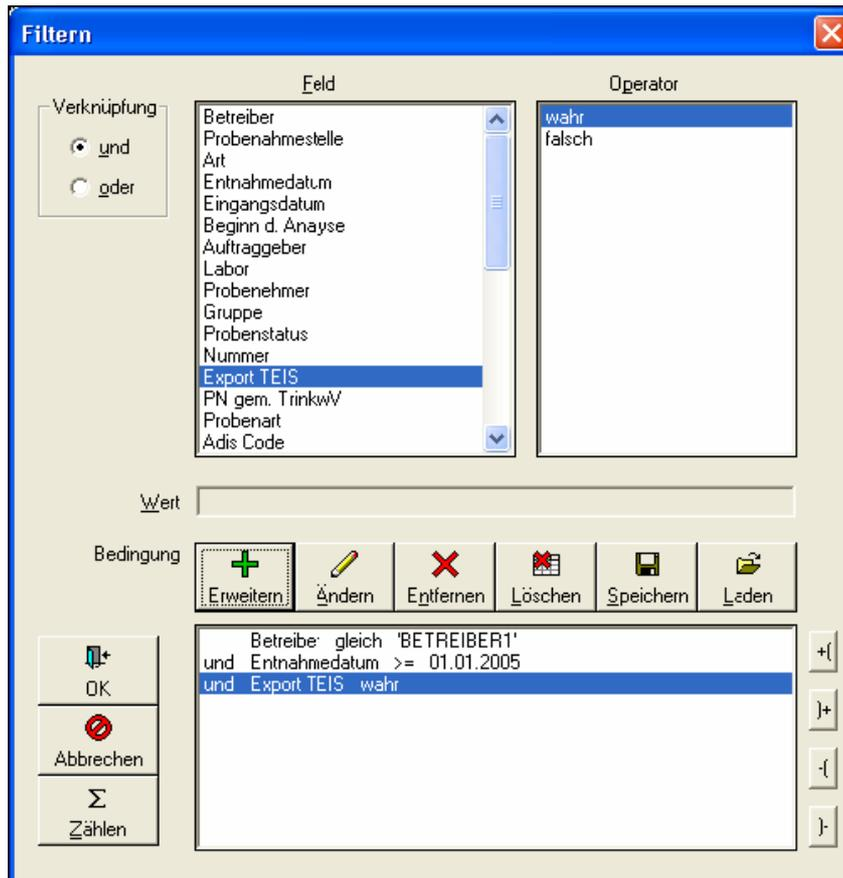 Filtern
Verknüpfung
und
oder
Feld
Betreiber
Probenahmestelle
Art
Entnahmedatum
Eingangsdatum
Beginn d. Anayse
Auftraggeber
Labor
Probenehmer
Gruppe
Probenstatus
Nummer
Export TEIS
PN gem. TrinkwV
Probenart
Adis Code
Operator
wahr
falsch
Wert
Bedingung
Erweitern
Ändern
Entfernen
Löschen
Speichern
Laden
OK
Abbrechen
Σ
Zählen
Betreiber gleich 'BETREIBER1'
und Entnahmedatum >= 01.01.2005
und Export TEIS wahr
+(
)+
-(
)-